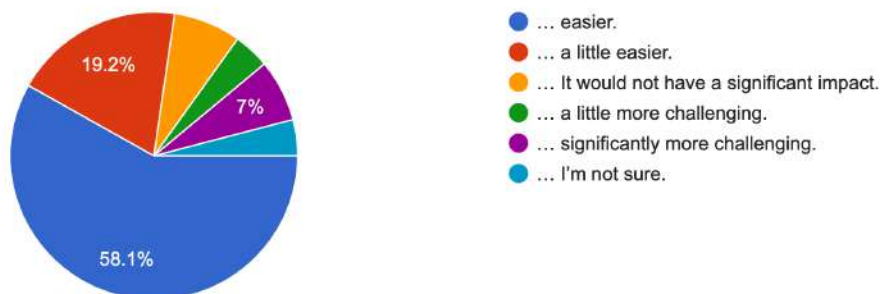 19.2%
7%
58.1%
... easier.
... a little easier.
... It would not have a significant impact.
... a little more challenging.
... significantly more challenging.
... I'm not sure.